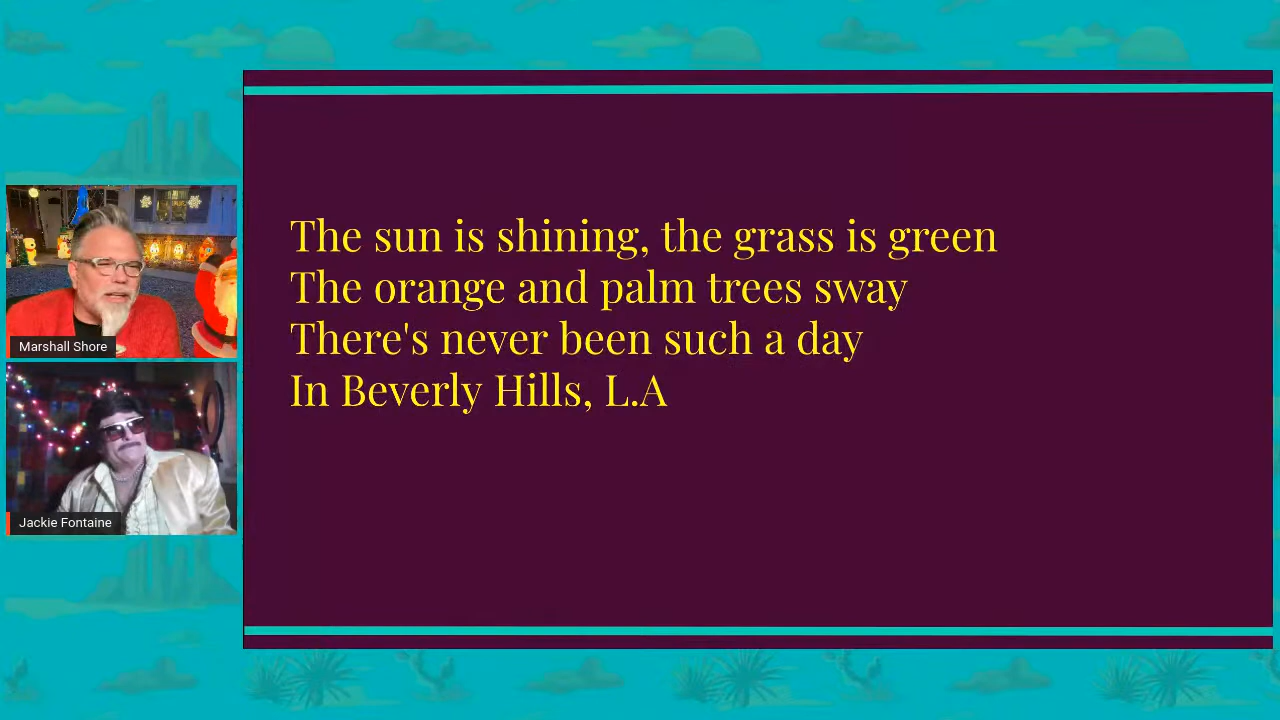 The sun is shining, the grass is green
The orange and palm trees sway
There's never been such a day
In Beverly Hills, L.A
Marshall Shore
Jackie Fontaine